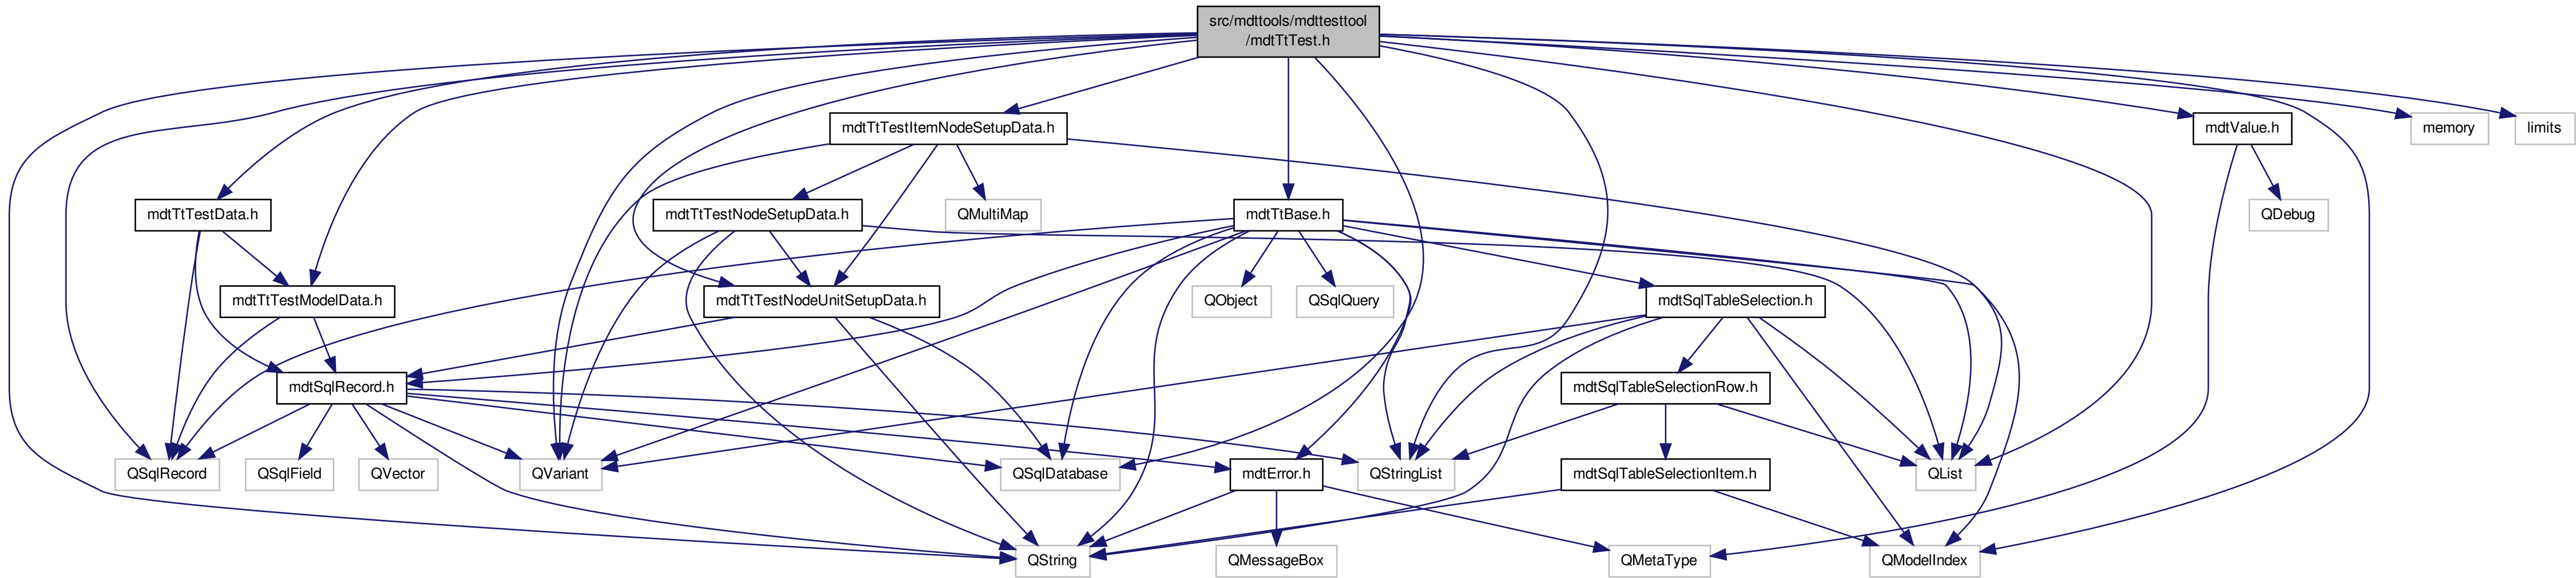 src/mdttools/mdttesttool
/mdtTtTest.h
mdtTtTestItemNodeSetupData.h
mdtValue.h
memory
limits
mdtTtTestData.h
mdtTtTestNodeSetupData.h
QMultiMap
mdtTtBase.h
QDebug
mdtTtTestModelData.h
mdtTtTestNodeUnitSetupData.h
QObject
QSqlQuery
mdtSqlTableSelection.h
mdtSqlRecord.h
mdtSqlTableSelectionRow.h
QSqlRecord
QSqlField
QVector
QVariant
QSqlDatabase
mdtError.h
QStringList
mdtSqlTableSelectionItem.h
QList
QString
QMessageBox
QMetaType
QModelIndex